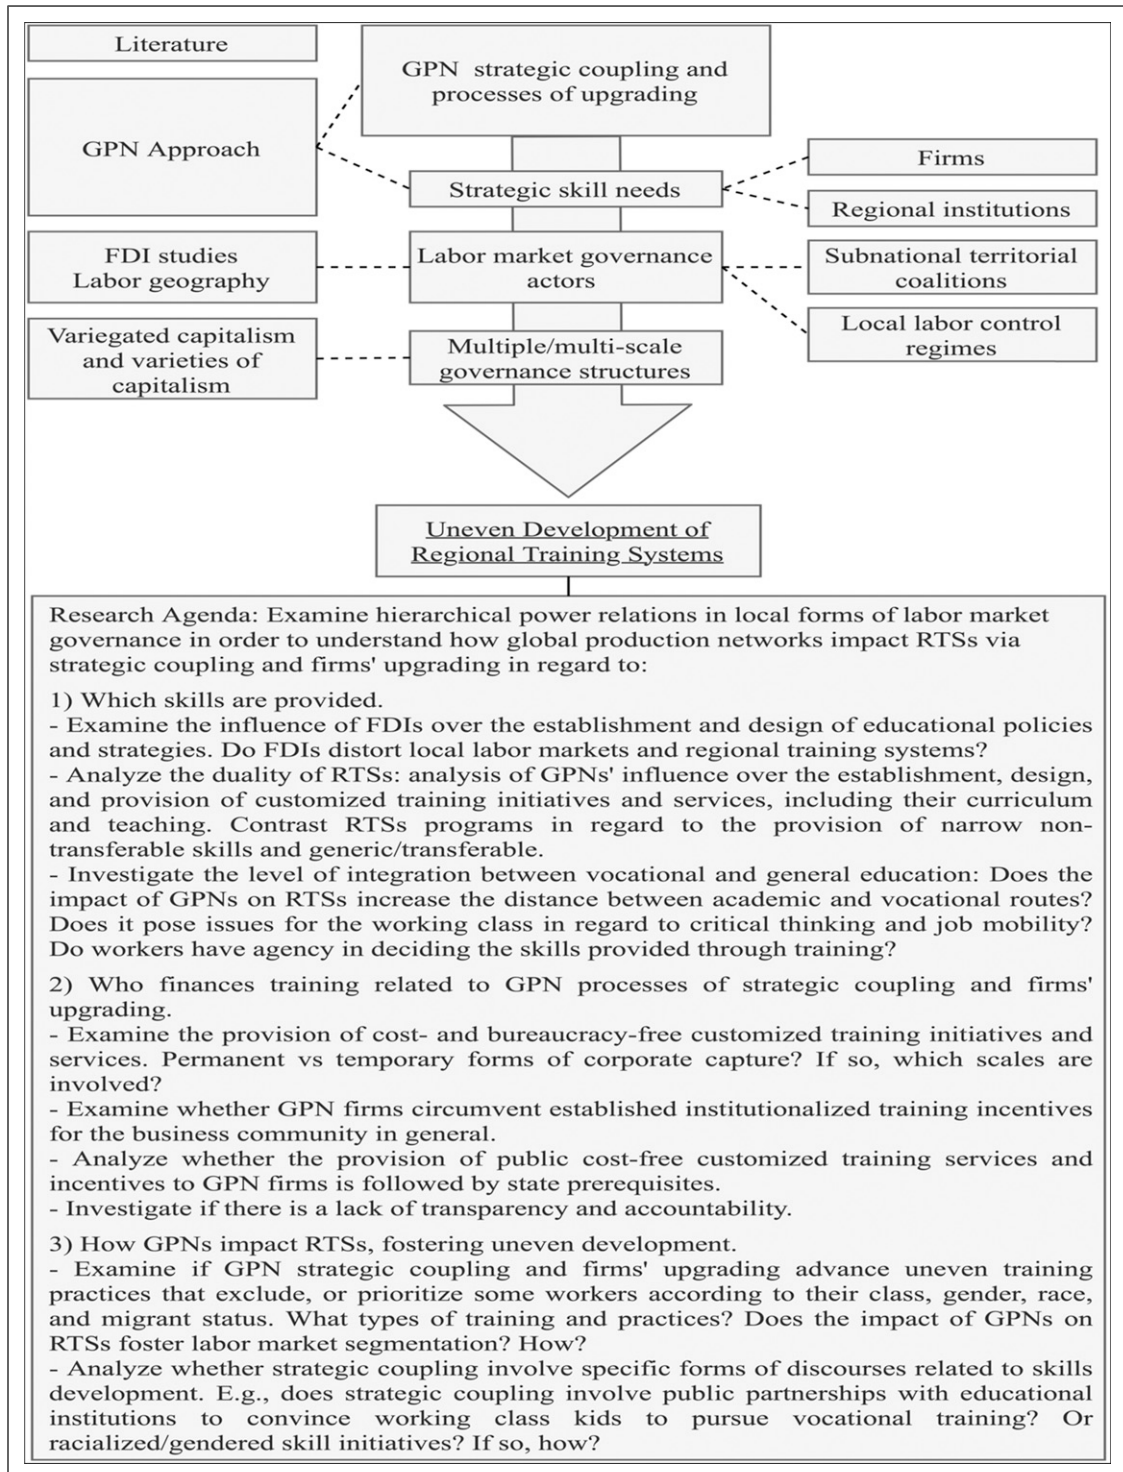 Literature
GPN strategic coupling and
processes of upgrading
GPN Approach
Firms
Strategic skill needs
Regional institutions
FDI studies
Labor geography
Labor market governance
actors
Subnational territorial
coalitions
Variegated capitalism
and varieties of
capitalism
Multiple/multi-scale
governance structures
Local labor control
regimes
Uneven Development of
Regional Training Systems
Research Agenda: Examine hierarchical power relations in local forms of labor market
governance in order to understand how global production networks impact RTSs via
strategic coupling and firms' upgrading in regard to:
1) Which skills are provided.
- Examine the influence of FDIs over the establishment and design of educational policies
and strategies. Do FDIs distort local labor markets and regional training systems?
- Analyze the duality of RTSs: analysis of GPNs' influence over the establishment, design,
and provision of customized training initiatives and services, including their curriculum
and teaching. Contrast RTSs programs in regard to the provision of narrow non-
transferable skills and generic/transferable.
- Investigate the level of integration between vocational and general education: Does the
impact of GPNs on RTSs increase the distance between academic and vocational routes?
Does it pose issues for the working class in regard to critical thinking and job mobility?
Do workers have agency in deciding the skills provided through training?
2) Who finances training related to GPN processes of strategic coupling and firms'
upgrading.
- Examine the provision of cost- and bureaucracy-free customized training initiatives and
services. Permanent vs temporary forms of corporate capture? If so, which scales are
involved?
- Examine whether GPN firms circumvent established institutionalized training incentives
for the business community in general.
- Analyze whether the provision of public cost-free customized training services and
incentives to GPN firms is followed by state prerequisites.
- Investigate if there is a lack of transparency and accountability.
3) How GPNs impact RTSs, fostering uneven development.
- Examine if GPN strategic coupling and firms' upgrading advance uneven training
practices that exclude, or prioritize some workers according to their class, gender, race,
and migrant status. What types of training and practices? Does the impact of GPNs on
RTSs foster labor market segmentation? How?
- Analyze whether strategic coupling involve specific forms of discourses related to skills
development. E.g., does strategic coupling involve public partnerships with educational
institutions to convince working class kids to pursue vocational training? Or
racialized/gendered skill initiatives? If so, how?